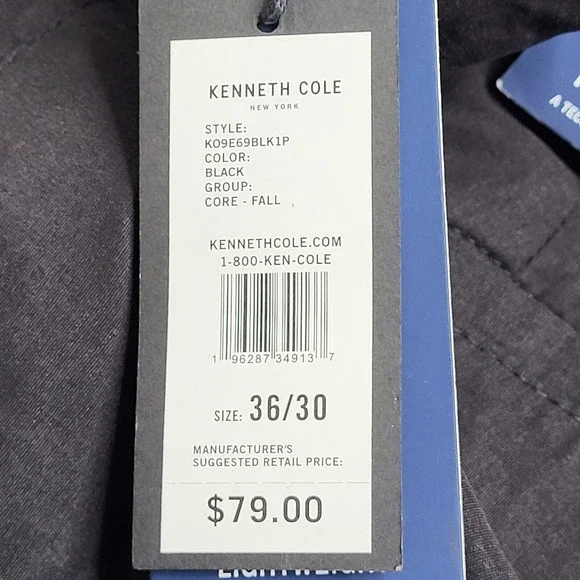 KENNETH COLE
NEW YORK
STYLE:
K09E69BLK1P
COLOR:
BLACK
GROUP:
CORE - FALL
KENNETHCOLE.COM
1-800-KEN-COLE
1 96287 34913 7
SIZE: 36/30
MANUFACTURER'S
SUGGESTED RETAIL PRICE:
$79.00